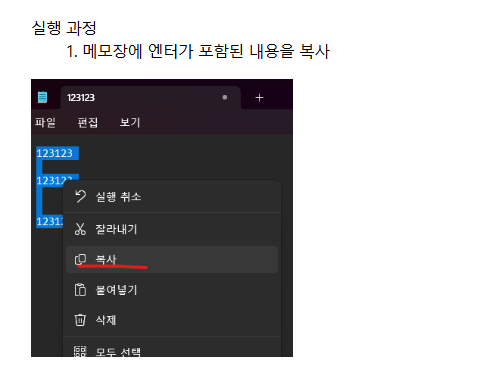 실행 과정
1. 메모장에 엔터가 포함된 내용을 복사
123123
파일 편집 보기
123123
123123
실행 취소
123123
잘라내기
복사
붙여넣기
삭제
모두 선택